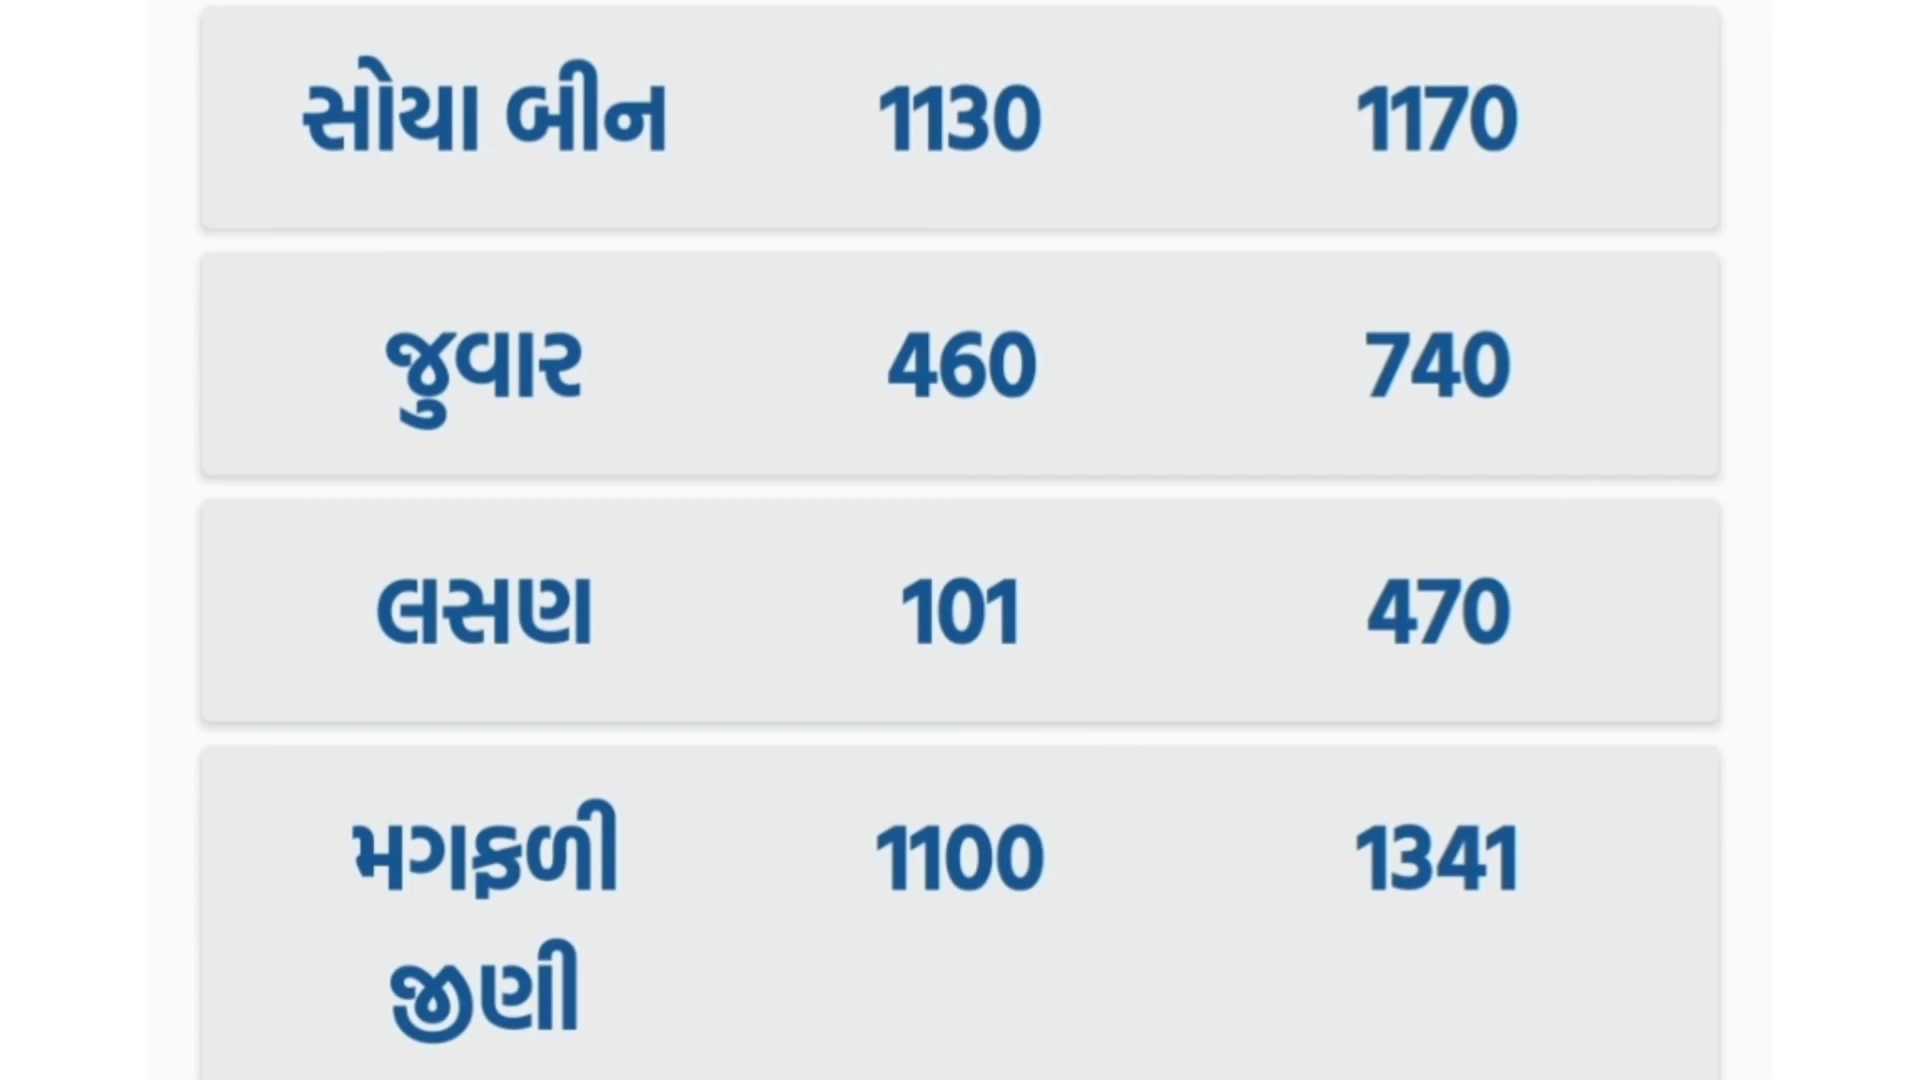 સોયા બીન 1130 1170
જુવાર 460 740
લસણ 101 470
મગફળી 1100 1341
જીણી